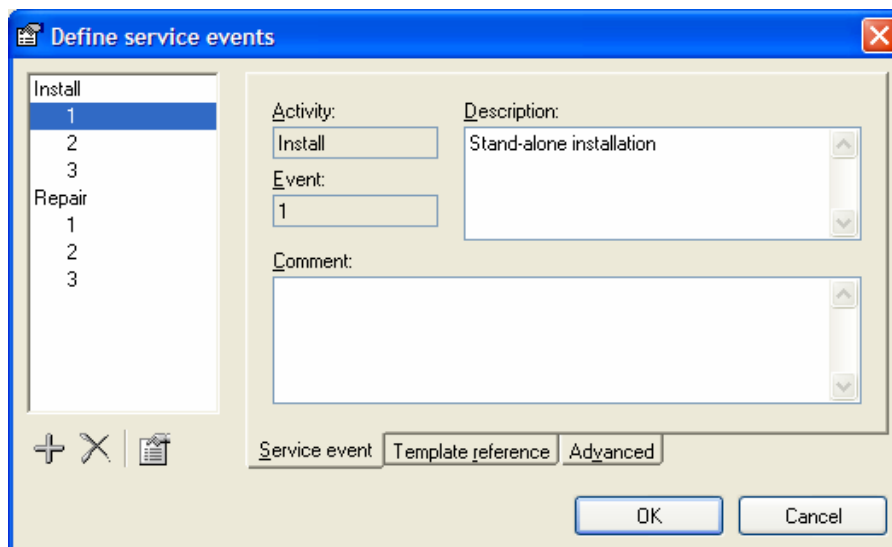 Define service events
Install
1
2
3
Repair
1
2
3
Activity:
Install
Event:
1
Description:
Stand-alone installation
Comment:
Service event
Template reference
Advanced
OK
Cancel